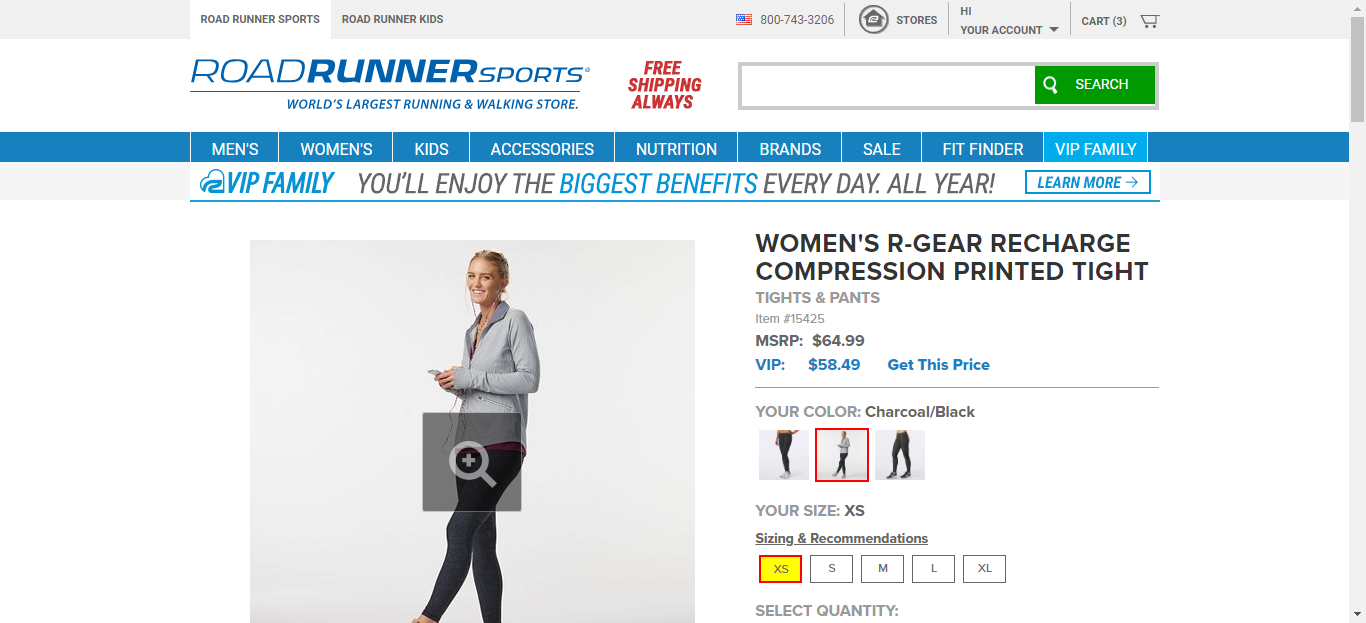 ROAD RUNNER SPORTS
ROAD RUNNER KIDS
800-743-3206
STORES
HI
YOUR ACCOUNT
CART (3)
ROADRUNNERSPORTS®
WORLD'S LARGEST RUNNING & WALKING STORE.
FREE
SHIPPING
ALWAYS
SEARCH
MEN'S
WOMEN'S
KIDS
ACCESSORIES
NUTRITION
BRANDS
SALE
FIT FINDER
VIP FAMILY
VIP FAMILY YOU'LL ENJOY THE BIGGEST BENEFITS EVERY DAY. ALL YEAR! LEARN MORE →
WOMEN'S R-GEAR RECHARGE
COMPRESSION PRINTED TIGHT
TIGHTS & PANTS
Item #15425
MSRP: $64.99
VIP: $58.49 Get This Price
YOUR COLOR: Charcoal/Black
YOUR SIZE: XS
Sizing & Recommendations
XS S M L XL
SELECT QUANTITY: